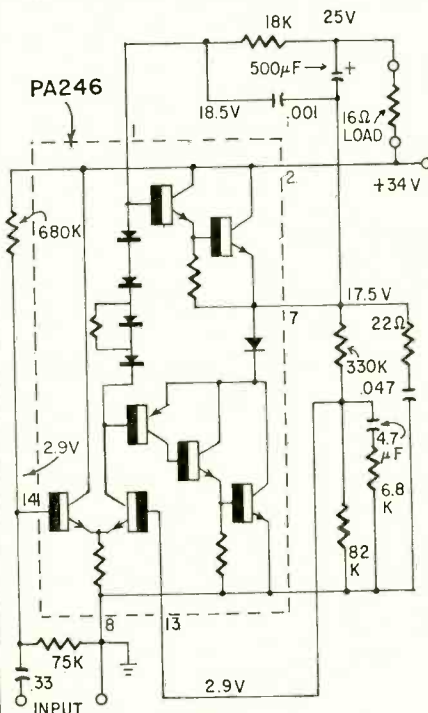 18K
25V
500µF
+
PA246
18.5V
.001
16Ω
LOAD
1
2
+34V
680K
17.5V
7
22Ω
330K
.047
2.9V
4.7
µF
14
6.8
K
82
K
8
13
75K
.33
2.9V
INPUT